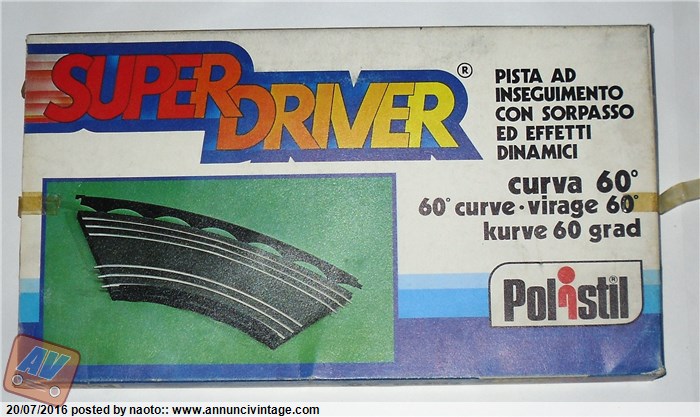 SUPER DRIVER ®
PISTA AD
INSEGUIMENTO
CON SORPASSO
ED EFFETTI
DINAMICI
curva 60°
60° curve · virage 60°
kurve 60 grad
Polistil ®
AV
20/07/2016 posted by naoto:: www.annuncivintage.com